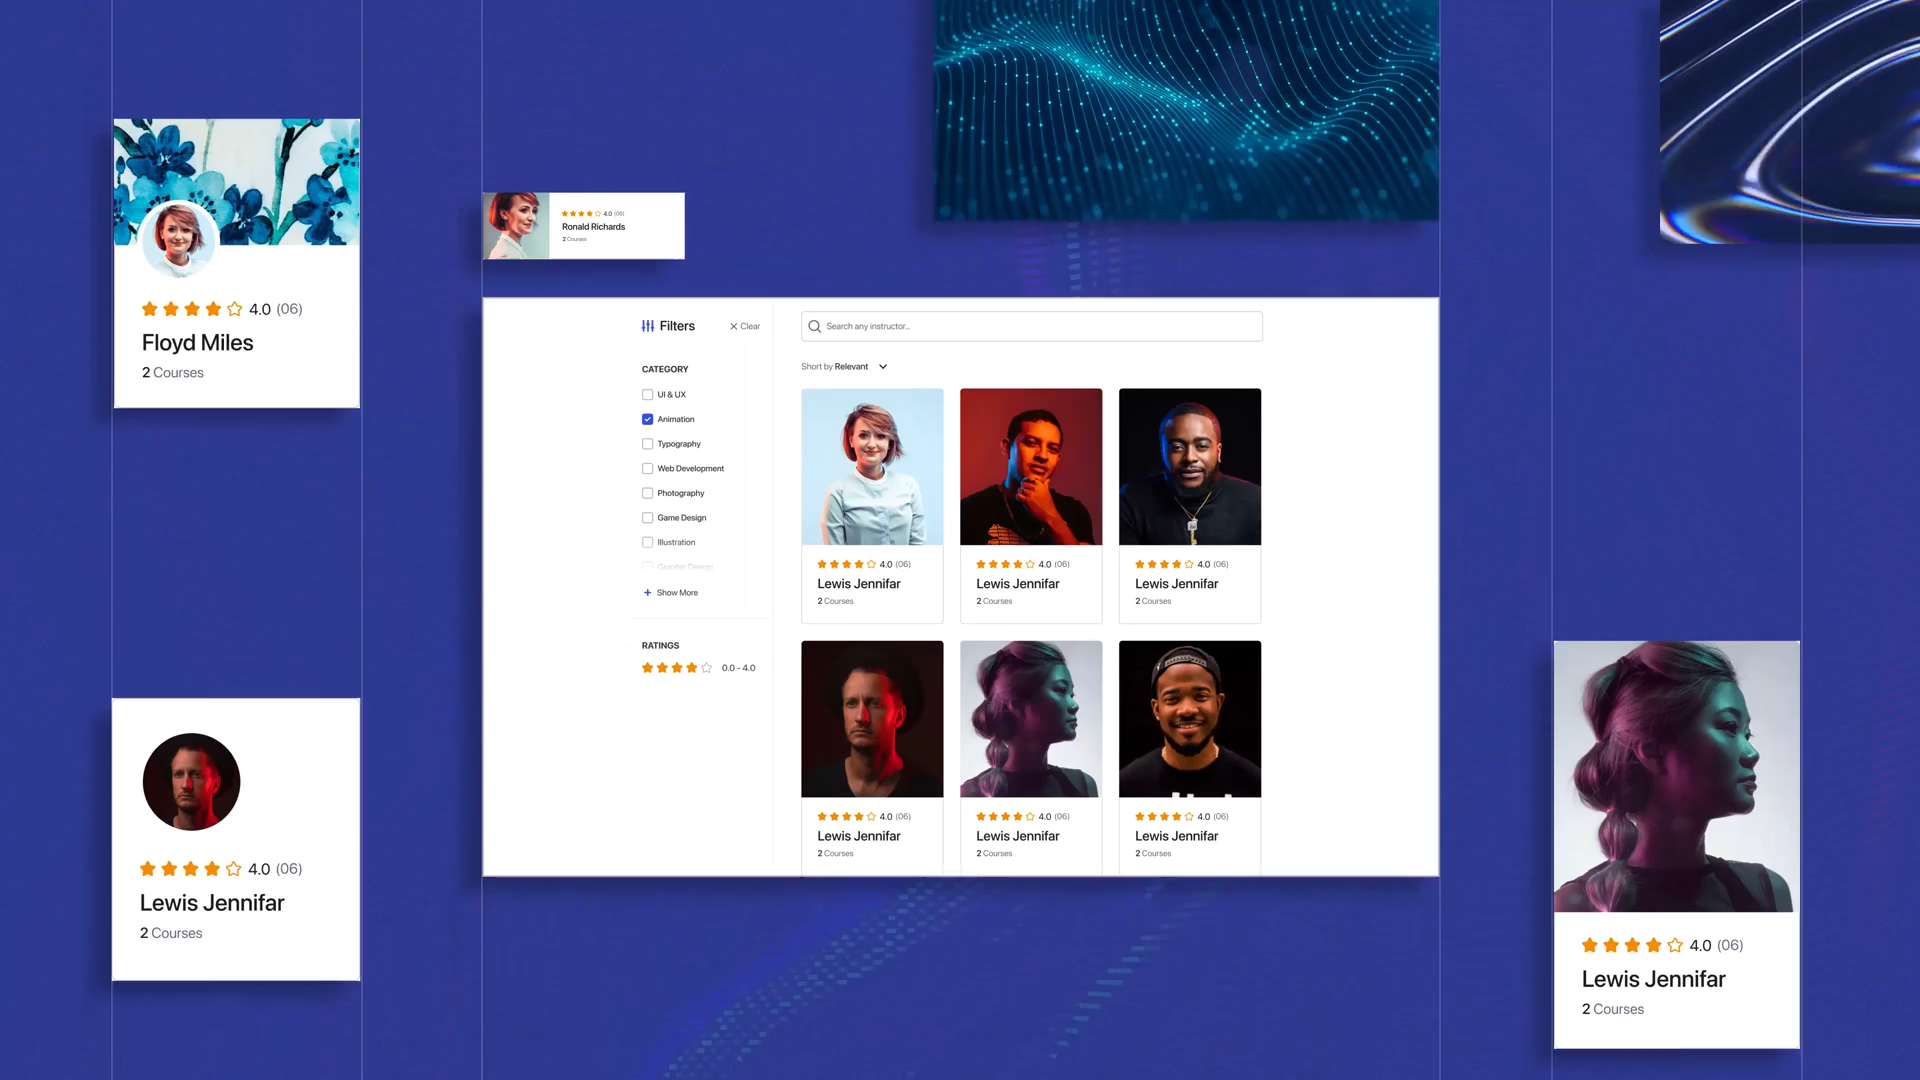 4.0 (06)
Floyd Miles
2 Courses
4.0 (06)
Ronald Richards
2 Courses
Filters
Clear
CATEGORY
UI & UX
Animation
Typography
Web Development
Photography
Game Design
Illustration
Graphic Design
Show More
RATINGS
0.0 - 4.0
Search any instructor...
Short by Relevant
4.0 (06)
Lewis Jennifar
2 Courses
4.0 (06)
Lewis Jennifar
2 Courses
4.0 (06)
Lewis Jennifar
2 Courses
4.0 (06)
Lewis Jennifar
2 Courses
4.0 (06)
Lewis Jennifar
2 Courses
4.0 (06)
Lewis Jennifar
2 Courses
4.0 (06)
Lewis Jennifar
2 Courses
4.0 (06)
Lewis Jennifar
2 Courses